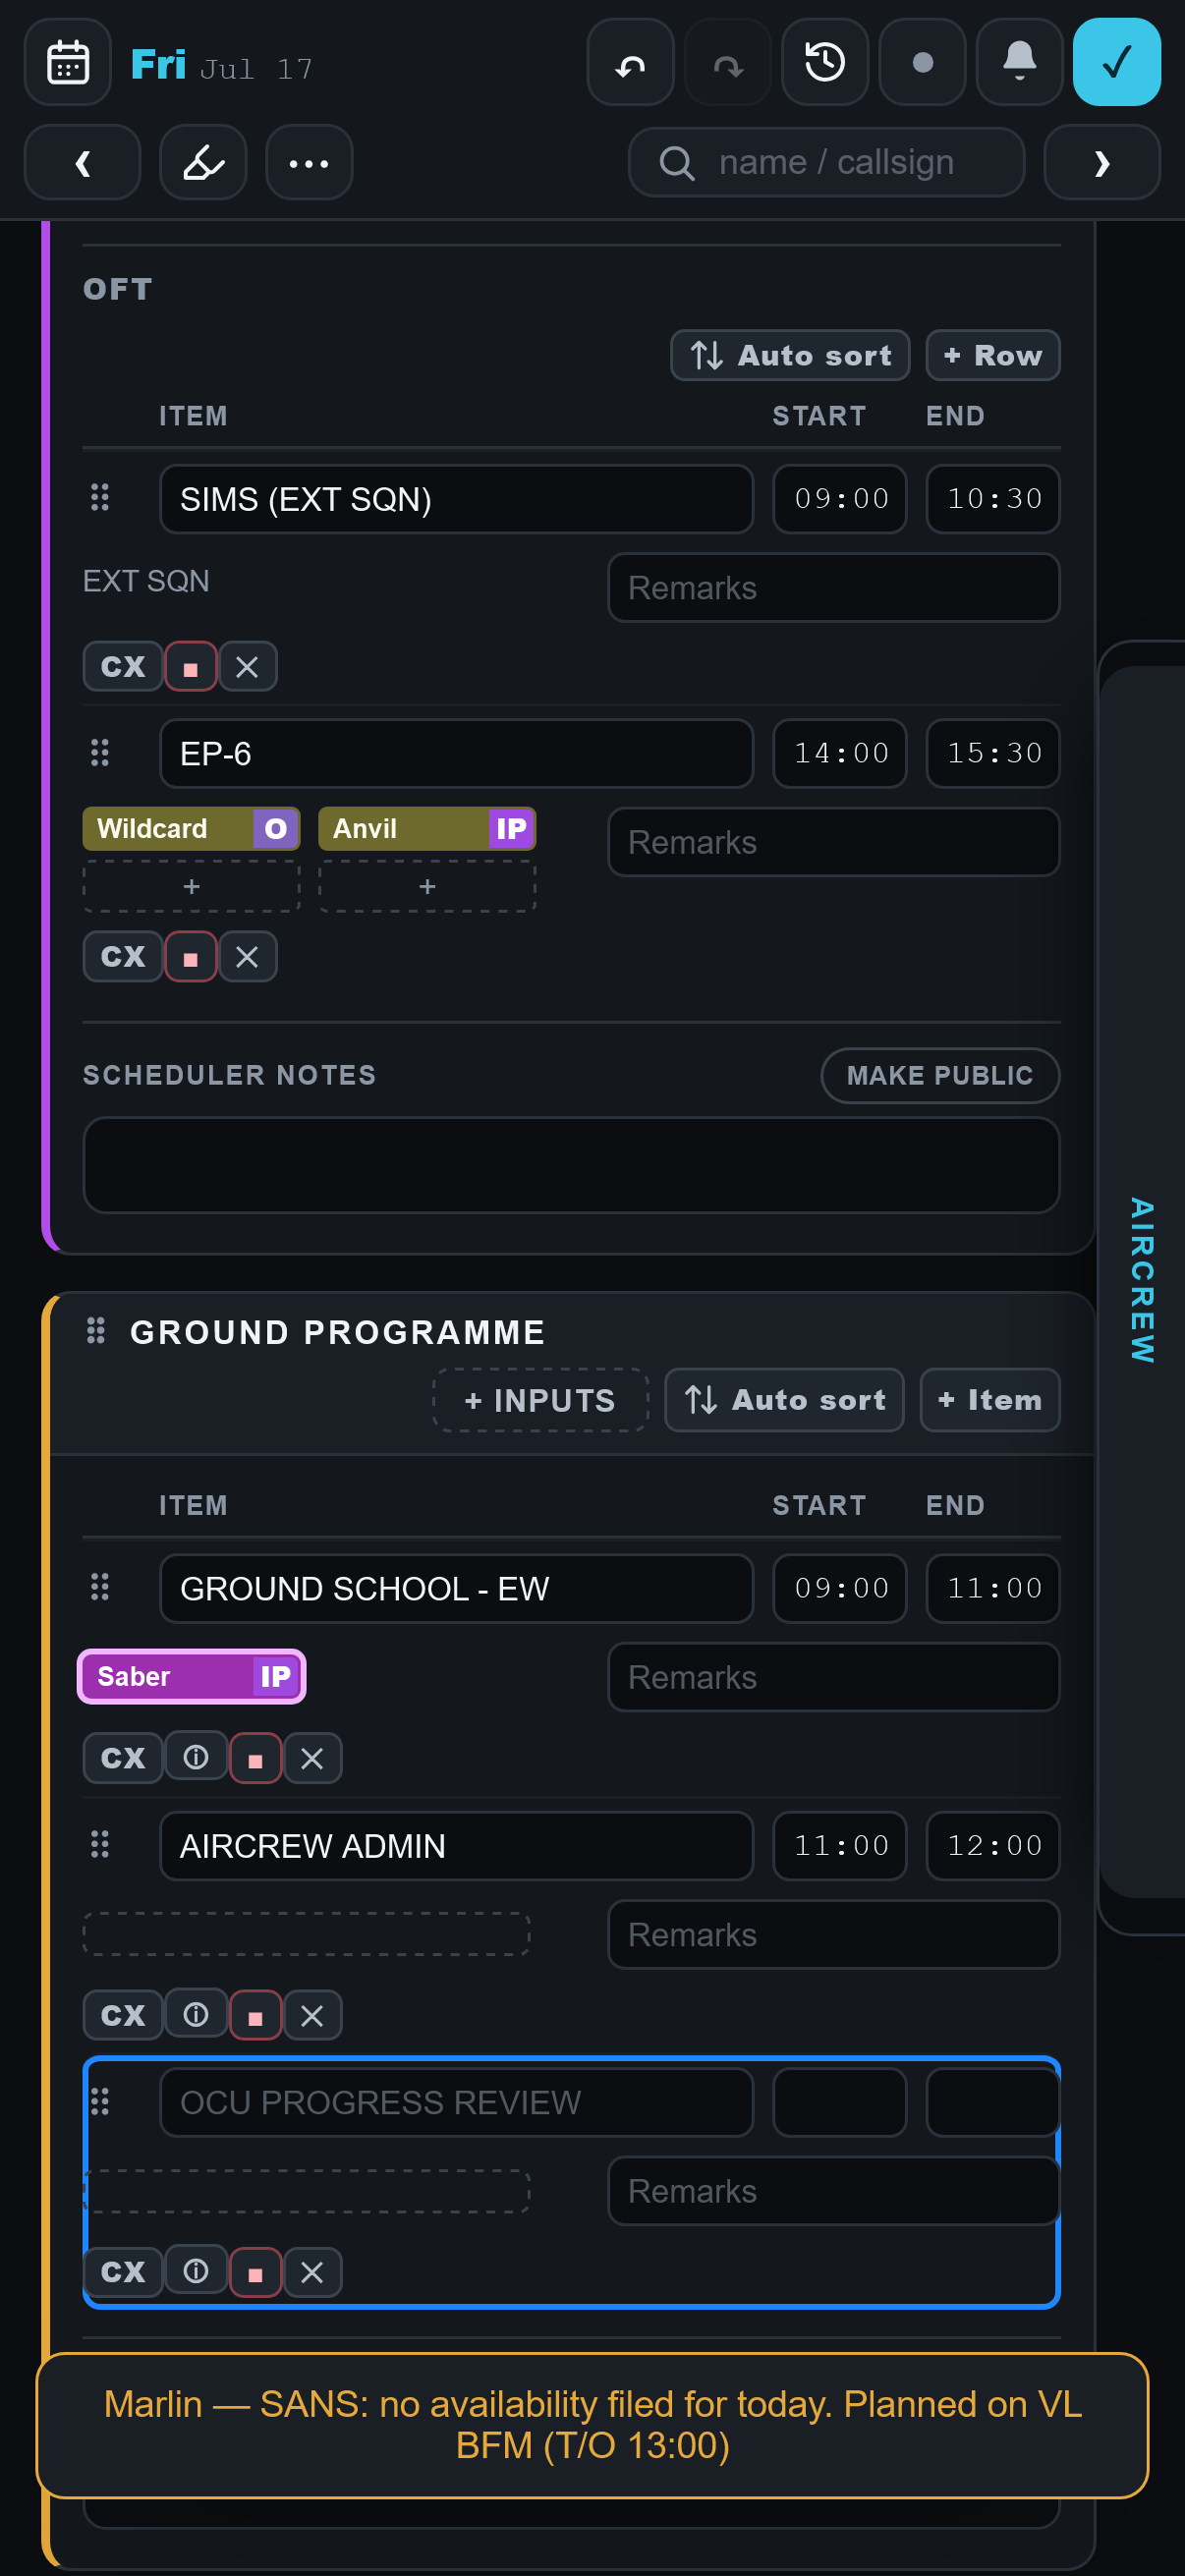 Fri Jul 17
name / callsign
OFT
Auto sort
+ Row
ITEM START END
SIMS (EXT SQN) 09:00 10:30
EXT SQN Remarks
CX
EP-6 14:00 15:30
Wildcard O Anvil IP Remarks
+ +
CX
SCHEDULER NOTES MAKE PUBLIC
AIRCREW
GROUND PROGRAMME
+ INPUTS Auto sort + Item
ITEM START END
GROUND SCHOOL - EW 09:00 11:00
Saber IP Remarks
CX
AIRCREW ADMIN 11:00 12:00
Remarks
CX
OCU PROGRESS REVIEW
Remarks
CX
Marlin — SANS: no availability filed for today. Planned on VL
BFM (T/O 13:00)